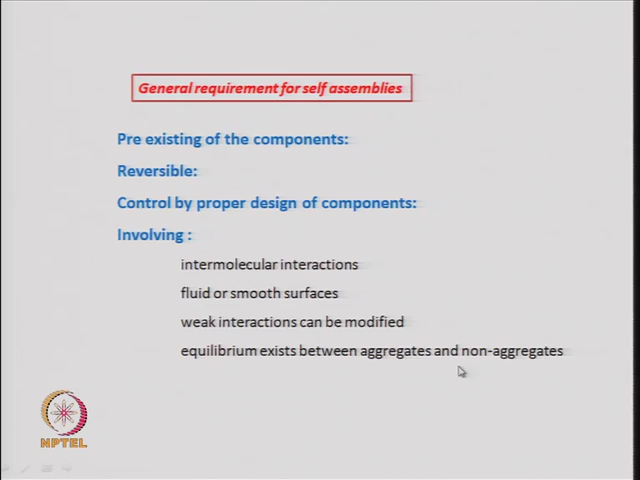 General requirement for self assemblies
Pre existing of the components:
Reversible:
Control by proper design of components:
Involving :
intermolecular interactions
fluid or smooth surfaces
weak interactions can be modified
equilibrium exists between aggregates and non-aggregates
NPTEL